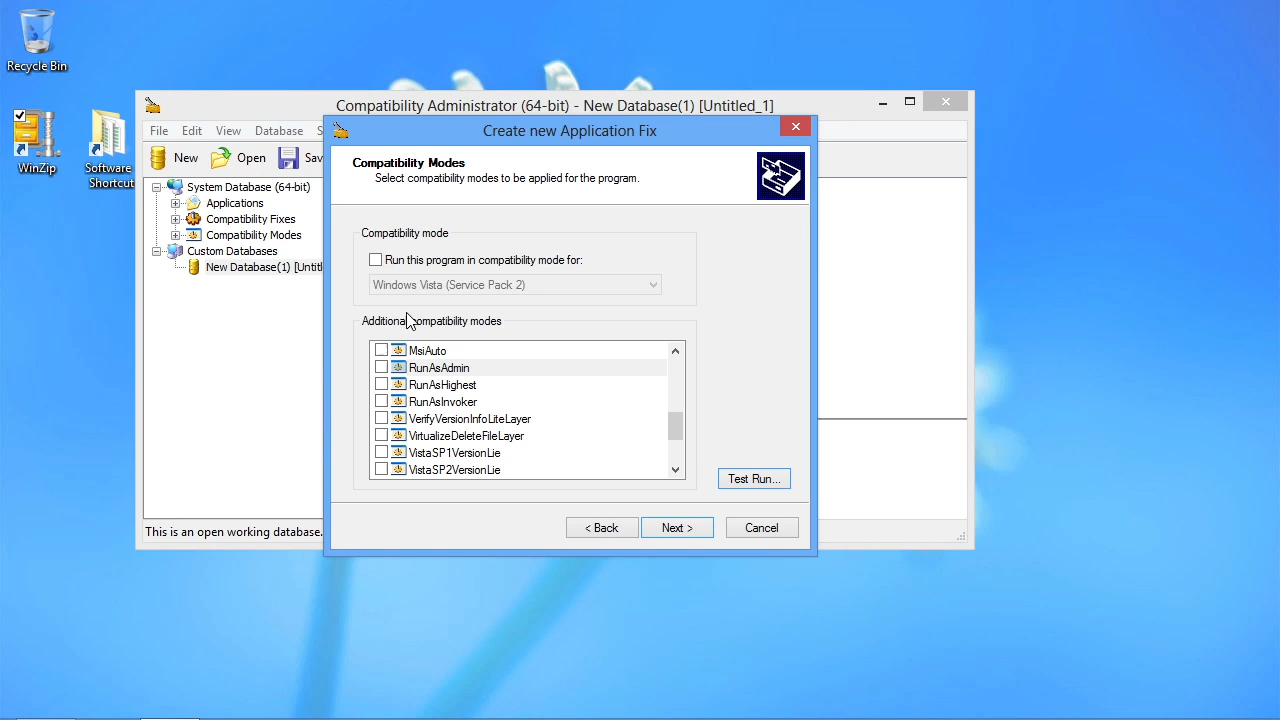 Recycle Bin
WinZip
Software
Shortcut
Compatibility Administrator (64-bit) - New Database(1) [Untitled_1]
File Edit View Database S
New Open Sav
System Database (64-bit)
Applications
Compatibility Fixes
Compatibility Modes
Custom Databases
New Database(1) [Untitl
This is an open working database.
Create new Application Fix
Compatibility Modes
Select compatibility modes to be applied for the program.
Compatibility mode
Run this program in compatibility mode for:
Windows Vista (Service Pack 2)
Additional compatibility modes
MsiAuto
RunAsAdmin
RunAsHighest
RunAsInvoker
VerifyVersionInfoLiteLayer
VirtualizeDeleteFileLayer
VistaSP1VersionLie
VistaSP2VersionLie
Test Run...
< Back Next > Cancel